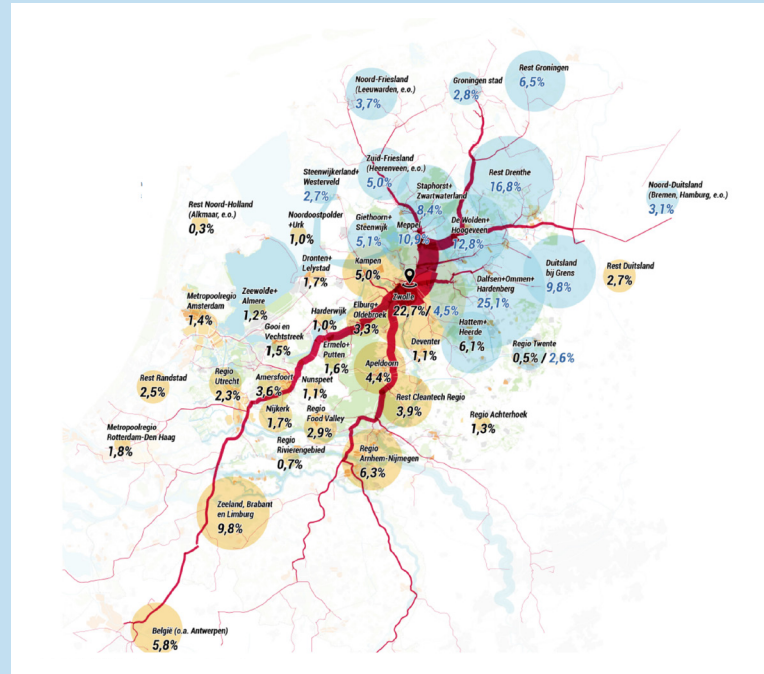 Noord-Friesland
(Leeuwarden, e.o.)
3,7%
Groningen stad
2,8%
Rest Groningen
6,5%
Zuid-Friesland
(Heerenveen, e.o.)
5,0%
Steenwijkerland+
Westerveld
2,7%
Staphorst+
Zwartwaterland
8,4%
Rest Drenthe
16,8%
Noord-Duitsland
(Bremen, Hamburg, e.o.)
3,1%
Rest Noord-Holland
(Alkmaar, e.o.)
0,3%
Noordoostpolder
+Urk
1,0%
Giethoorn+
Steenwijk
5,1%
Meppel
10,9%
De Wolden+
Hoogeveen
12,8%
Dronten+
Lelystad
1,7%
Kampen
5,0%
Duitsland
bij Grens
9,8%
Rest Duitsland
2,7%
Dalfsen+Ommen+
Hardenberg
25,1%
Zeewolde+
Almere
1,2%
Zwolle
22,7%/ 4,5%
Metropoolregio
Amsterdam
1,4%
Harderwijk
1,0%
Elburg+
Oldebroek
3,3%
Hattem+
Heerde
6,1%
Gooi en
Vechtstreek
1,5%
Ermelo+
Putten
1,6%
Deventer
1,1%
Regio Twente
0,5% / 2,6%
Apeldoorn
4,4%
Rest Randstad
2,5%
Regio
Utrecht
2,3%
Amersfoort
3,6%
Nunspeet
1,1%
Rest Cleantech Regio
3,9%
Nijkerk
1,7%
Regio
Food Valley
2,9%
Regio Achterhoek
1,3%
Metropoolregio
Rotterdam-Den Haag
1,8%
Regio
Rivierengebied
0,7%
Regio
Arnhem-Nijmegen
6,3%
Zeeland, Brabant
en Limburg
9,8%
België (o.a. Antwerpen)
5,8%